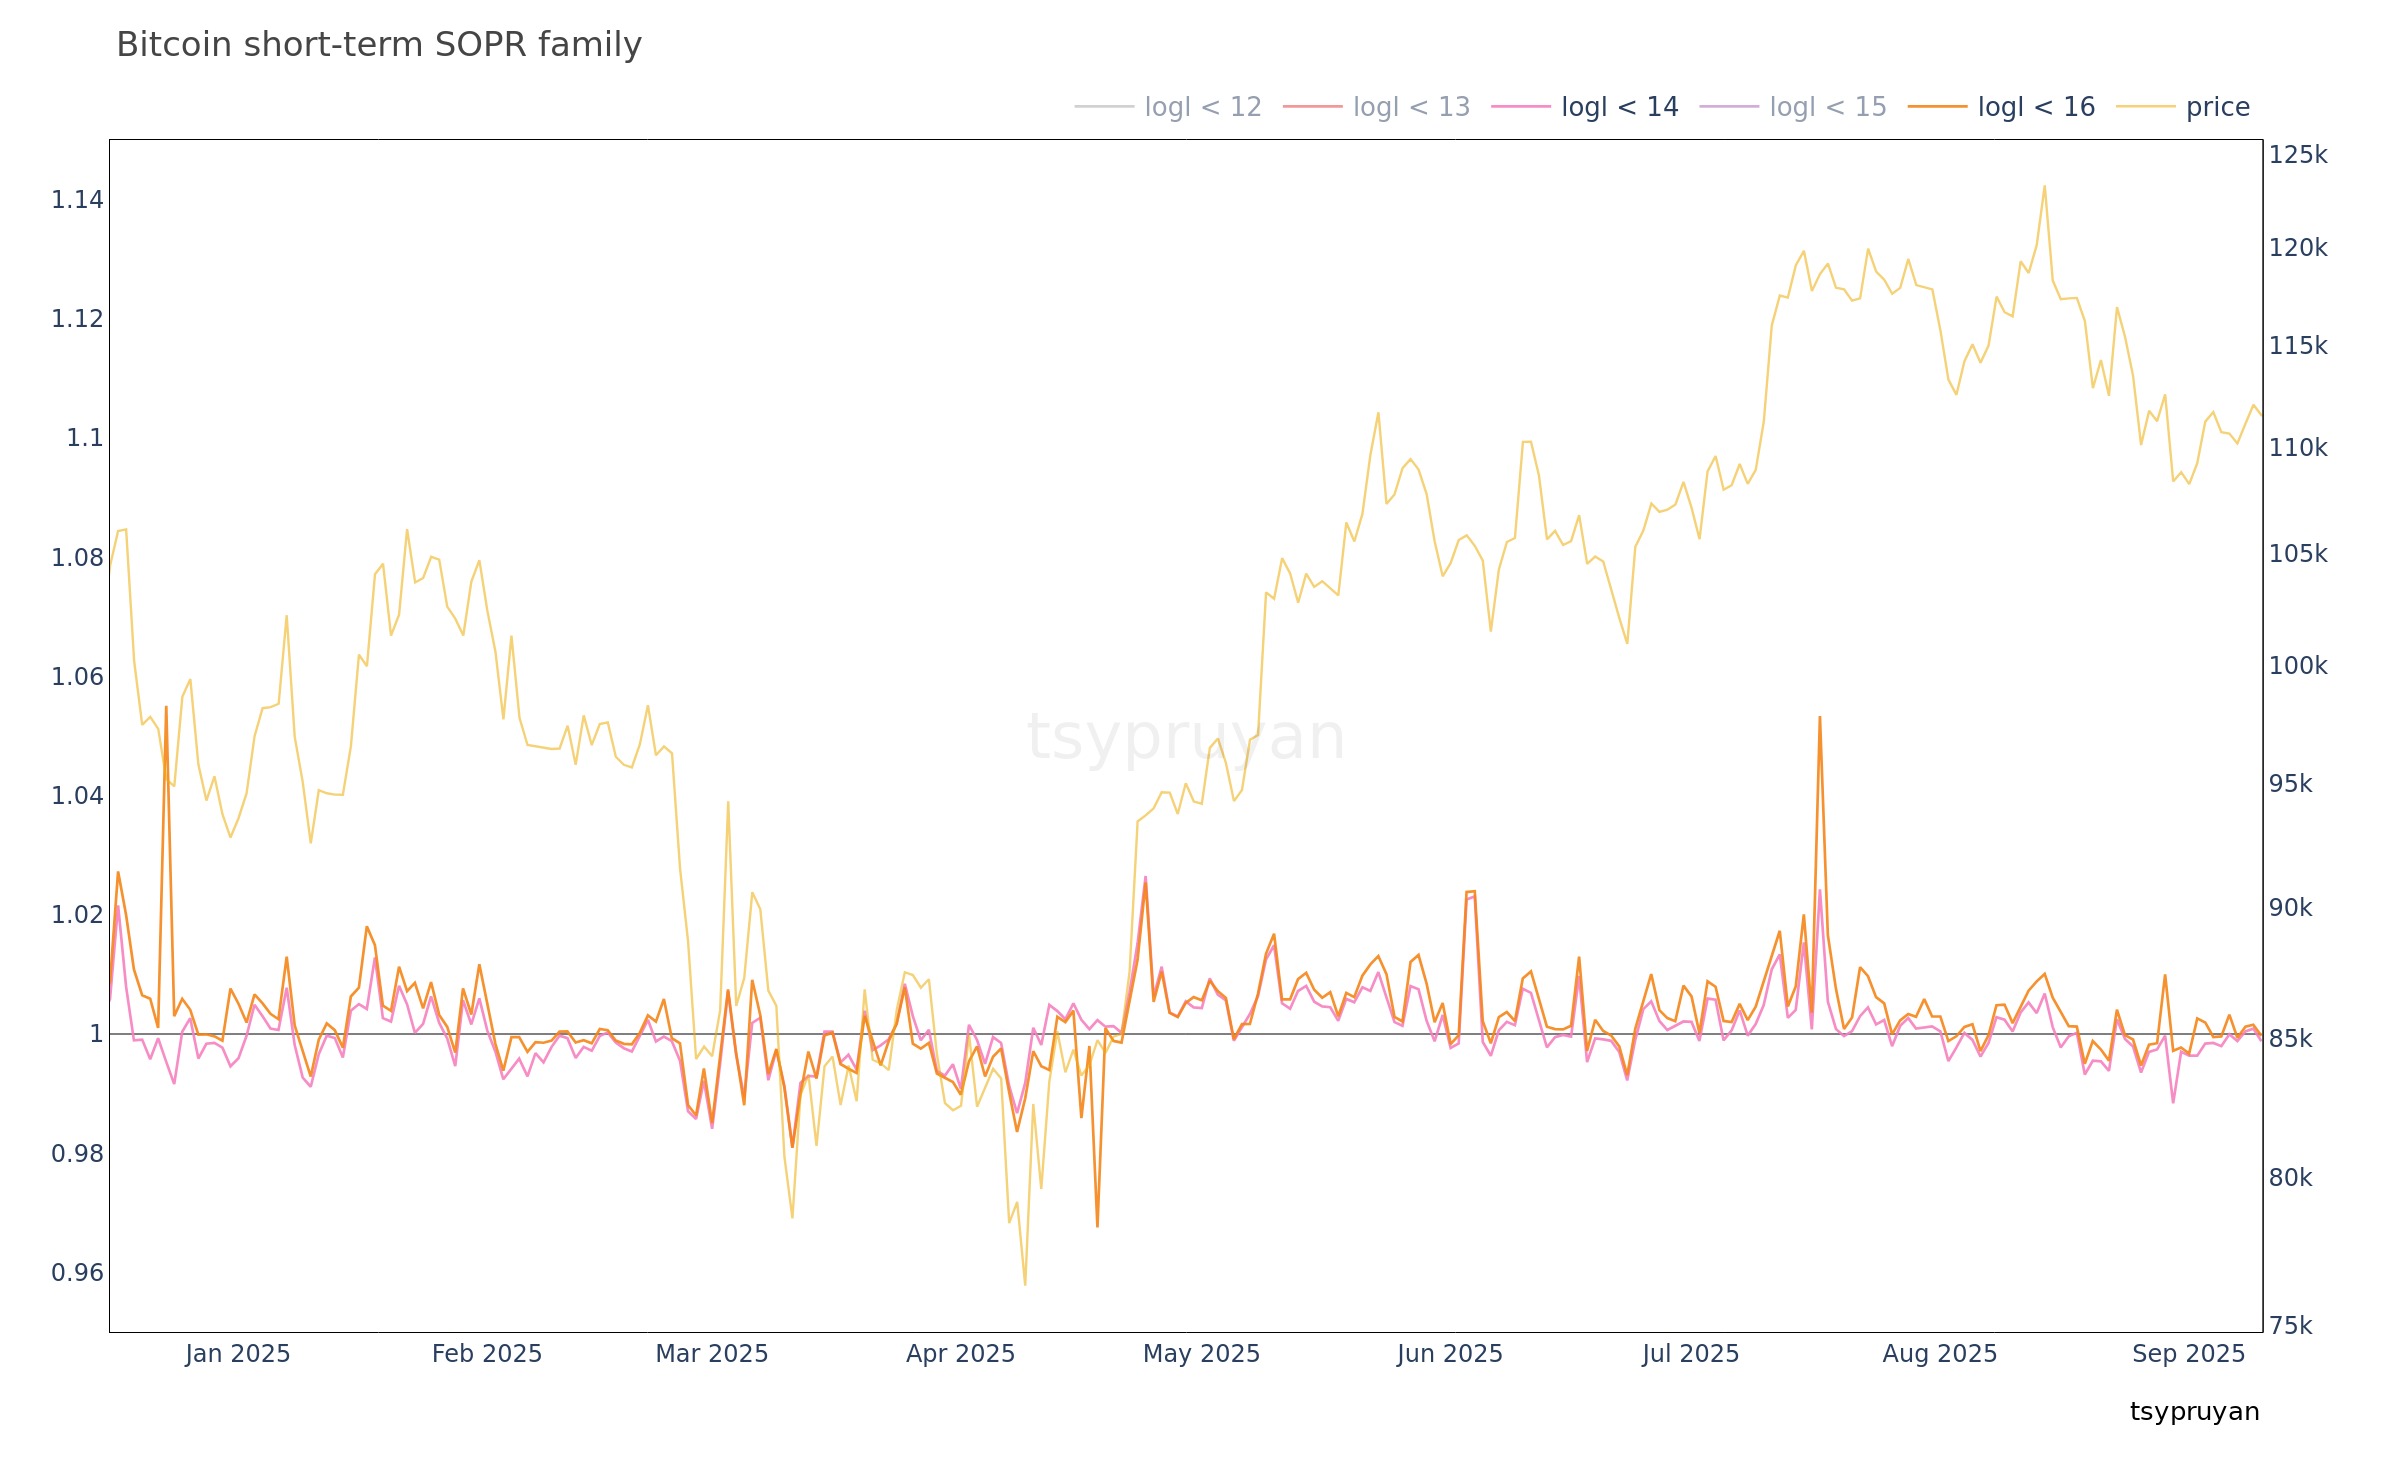 Bitcoin short-term SOPR family
logl < 12 logl < 13 logl < 14 logl < 15 logl < 16 price
1.14
1.12
1.1
1.08
1.06
1.04
1.02
1
0.98
0.96
125k
120k
115k
110k
105k
100k
95k
90k
85k
80k
75k
tsypruyan
Jan 2025 Feb 2025 Mar 2025 Apr 2025 May 2025 Jun 2025 Jul 2025 Aug 2025 Sep 2025
tsypruyan